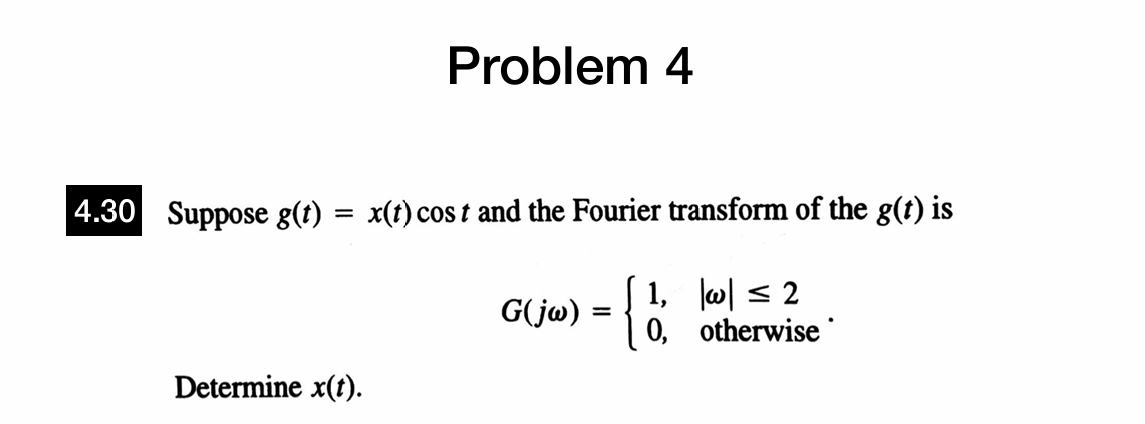 Problem 4
4.30 Suppose g(t) = x(t) cos t and the Fourier transform of the g(t) is
G(jω) = { 1, |ω| ≤ 2
0, otherwise .
Determine x(t).